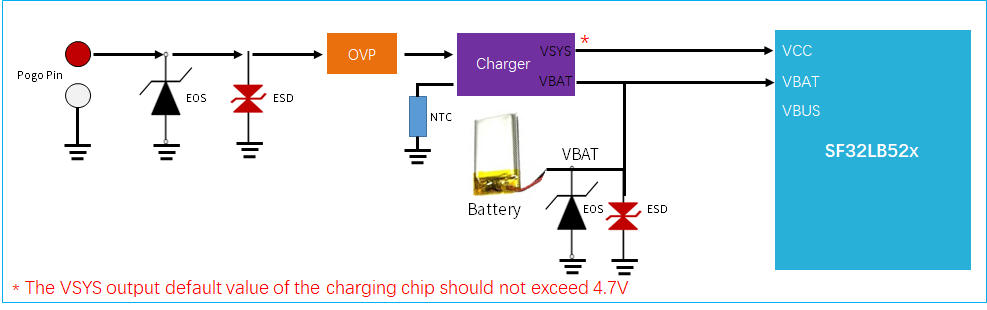 OVP
VSYS
*
VCC
Charger
Pogo Pin
VBAT
VBAT
EOS
ESD
VBUS
NTC
SF32LB52x
VBAT
Battery
EOS
ESD
* The VSYS output default value of the charging chip should not exceed 4.7V